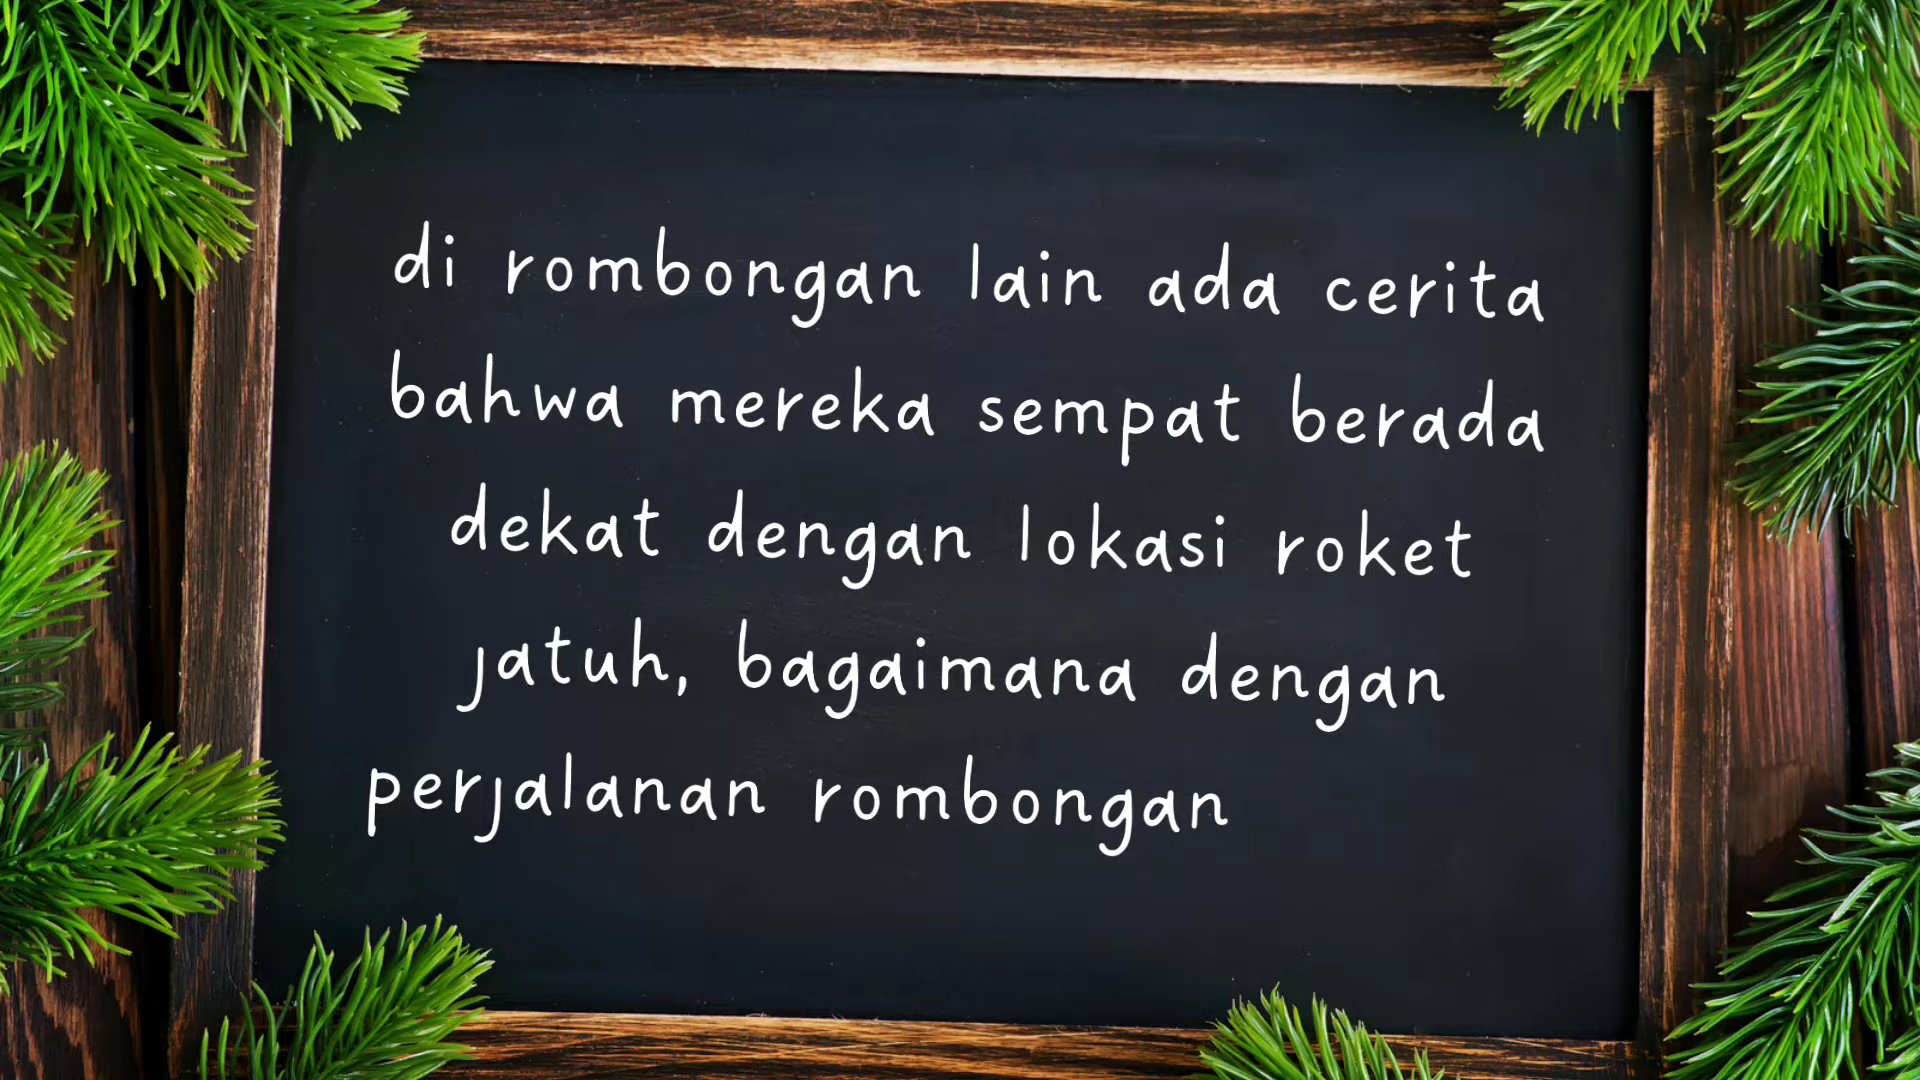 di rombongan lain ada cerita
bahwa mereka sempat berada
dekat dengan lokasi roket
jatuh, bagaimana dengan
perjalanan rombongan